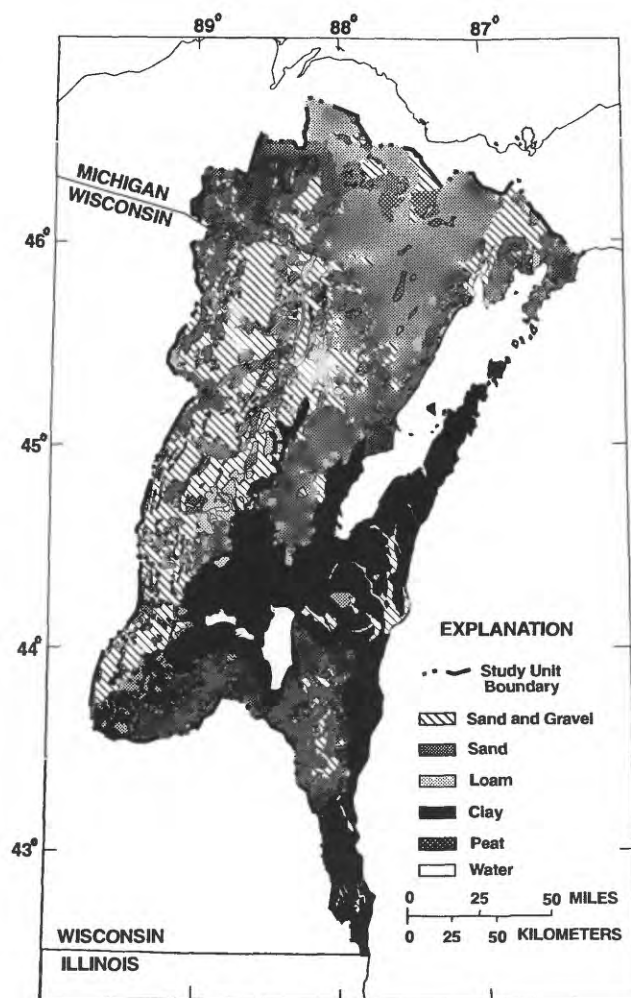 89°
88°
87°
MICHIGAN
WISCONSIN
46°
45°
44°
43°
EXPLANATION
Study Unit
Boundary
Sand and Gravel
Sand
Loam
Clay
Peat
Water
0 25 50 MILES
0 25 50 KILOMETERS
WISCONSIN
ILLINOIS